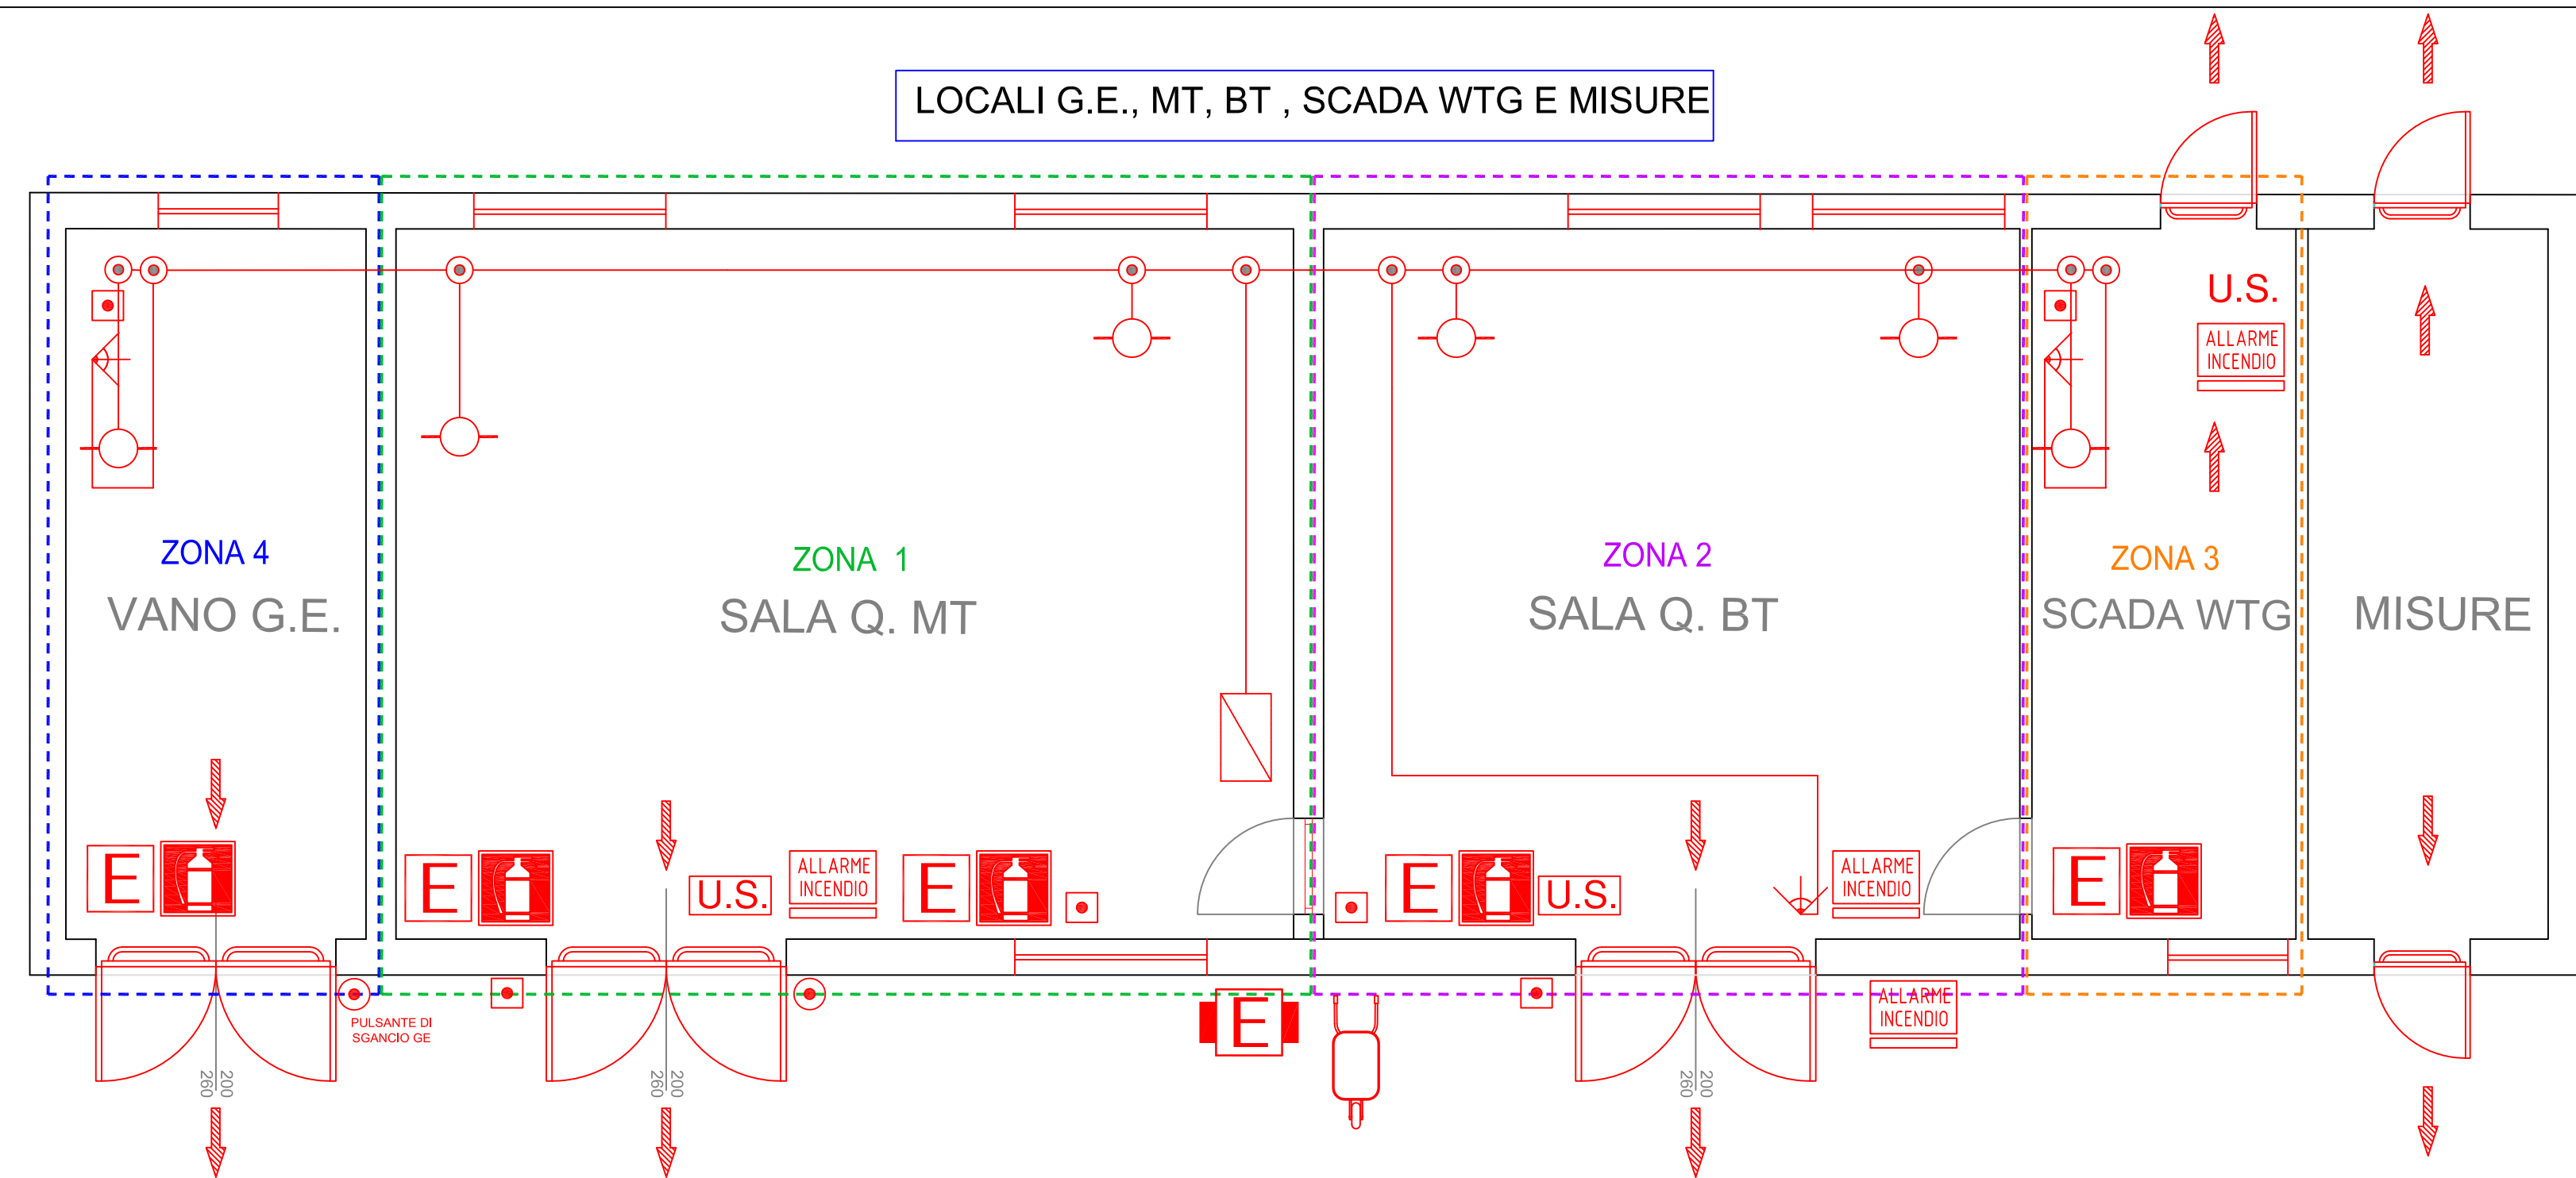 LOCALI G.E., MT, BT , SCADA WTG E MISURE
U.S.
ALLARME
INCENDIO
ZONA 4
VANO G.E.
ZONA 1
SALA Q. MT
ZONA 2
SALA Q. BT
ZONA 3
SCADA WTG
MISURE
E
E
U.S.
ALLARME
INCENDIO
E
E
U.S.
ALLARME
INCENDIO
E
PULSANTE DI
SGANCIO GE
E
ALLARME
INCENDIO
200
260
200
260
200
260